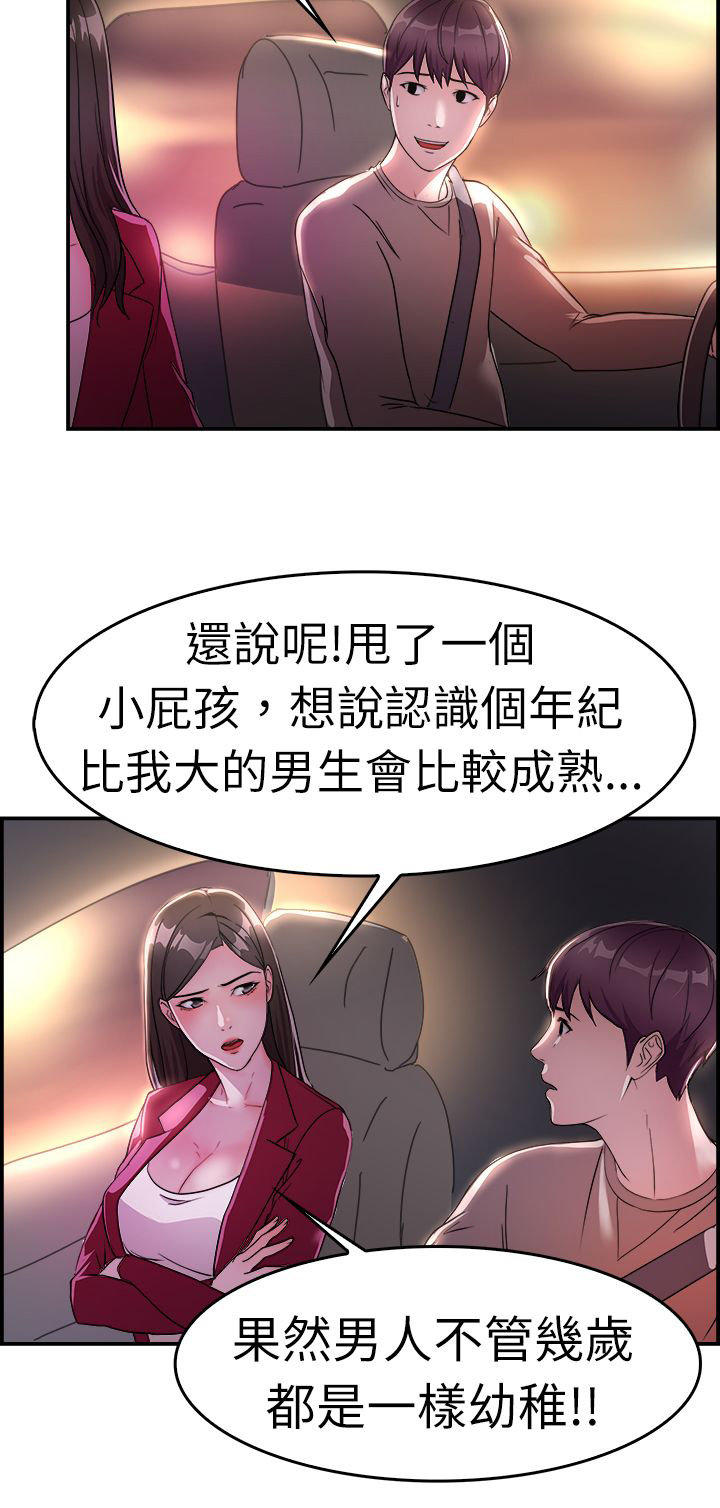 還說呢!甩了一個
小屁孩，想說認識個年紀
比我大的男生會比較成熟...
果然男人不管幾歲
都是一樣幼稚!!